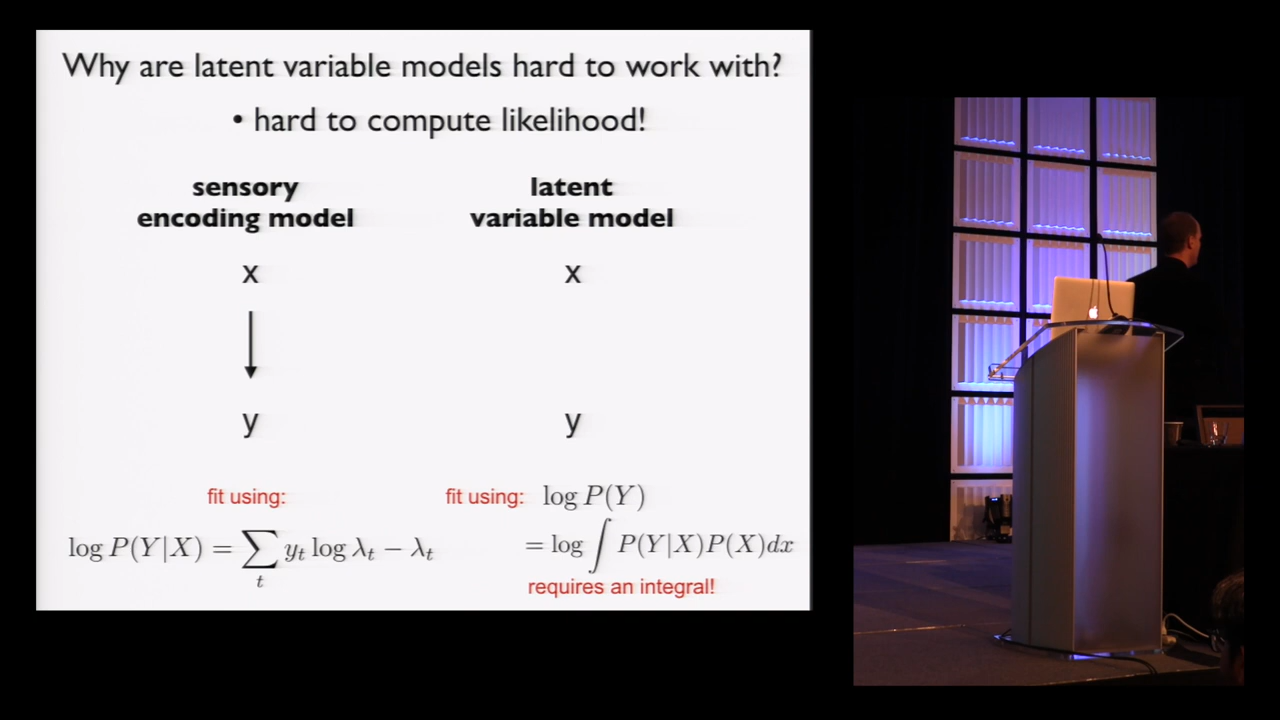 Why are latent variable models hard to work with?
• hard to compute likelihood!
sensory
encoding model
x
y
fit using:
log P(Y|X) = ∑_t y_t log λ_t − λ_t
latent
variable model
x
y
fit using: log P(Y)
= log ∫ P(Y|X)P(X)dx
requires an integral!